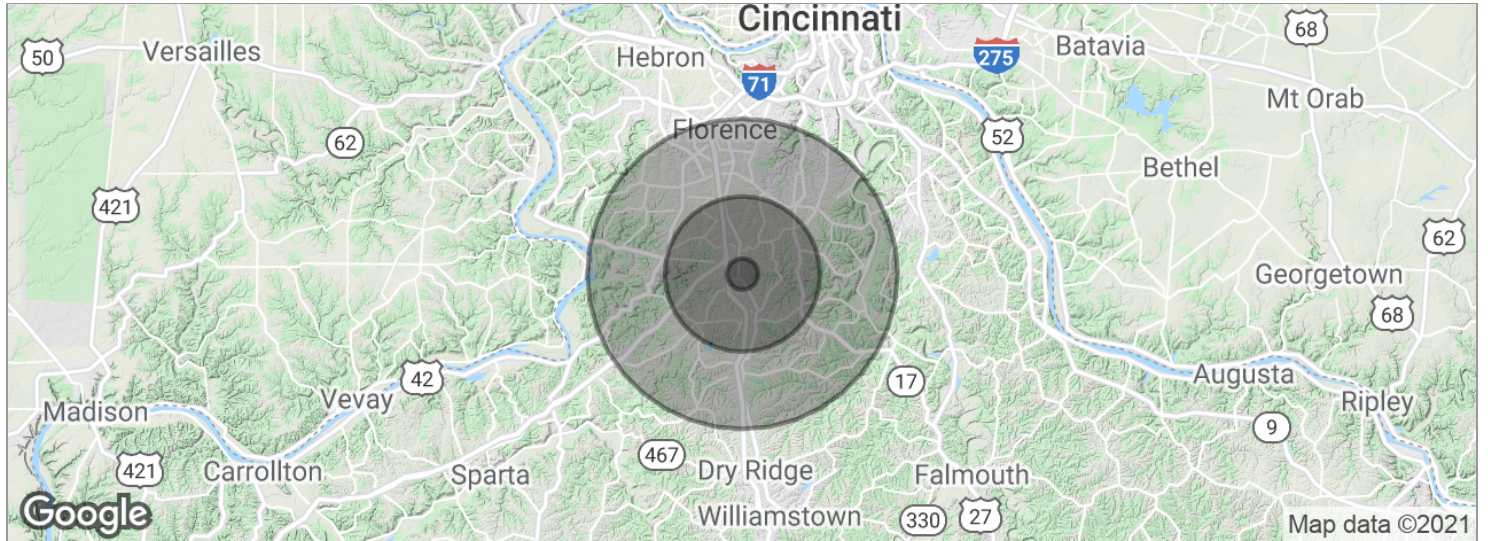 Cincinnati
68
50
Versailles
Hebron
275
Batavia
71
Mt Orab
Florence
62
52
Bethel
421
62
Georgetown
68
42
17
Augusta
Vevay
Ripley
Madison
9
467
421
Carrollton
Sparta
Dry Ridge
Falmouth
Google
Williamstown
330
27
Map data ©2021